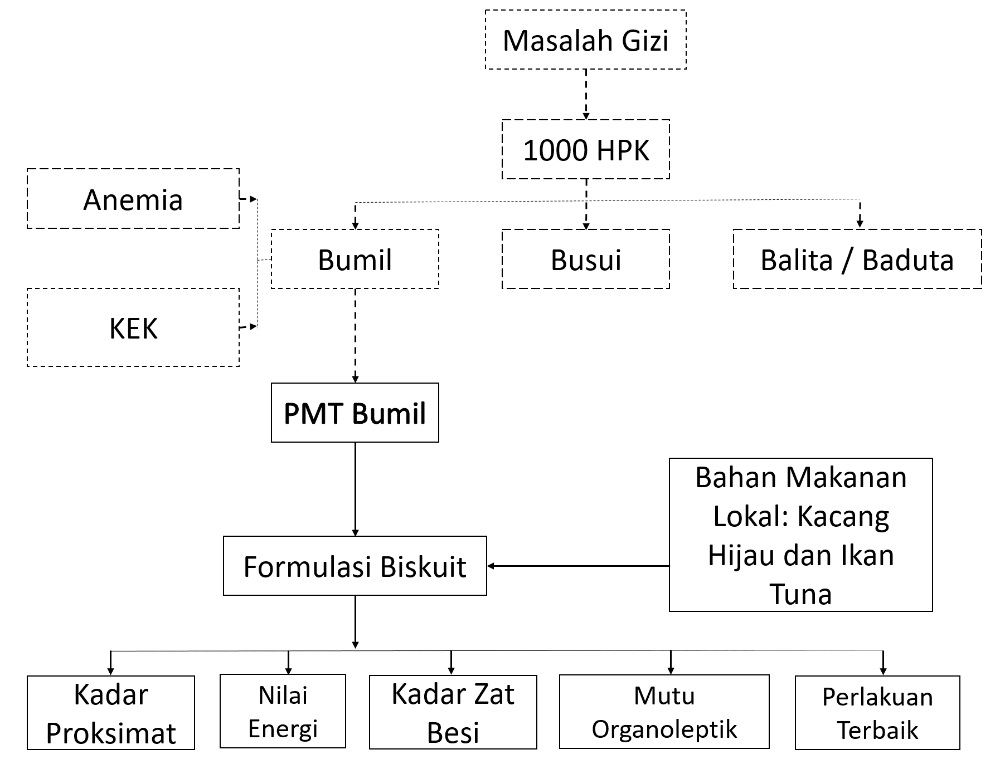 Masalah Gizi
1000 HPK
Anemia
Bumil
Busui
Balita / Baduta
KEK
PMT Bumil
Bahan Makanan
Lokal: Kacang
Hijau dan Ikan
Tuna
Formulasi Biskuit
Kadar
Proksimat
Nilai
Energi
Kadar Zat
Besi
Mutu
Organoleptik
Perlakuan
Terbaik